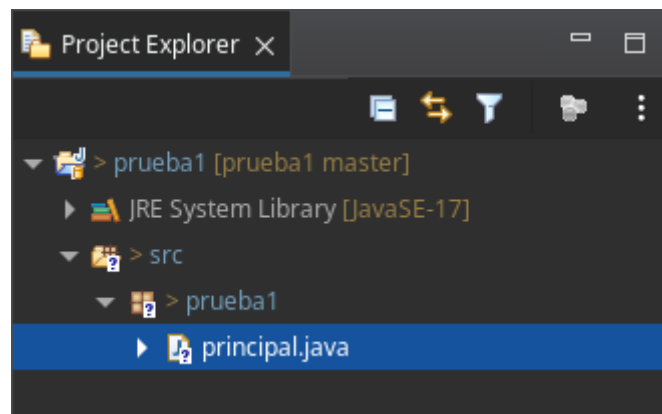 Project Explorer
> prueba1 [prueba1 master]
JRE System Library [JavaSE-17]
> src
> prueba1
principal.java